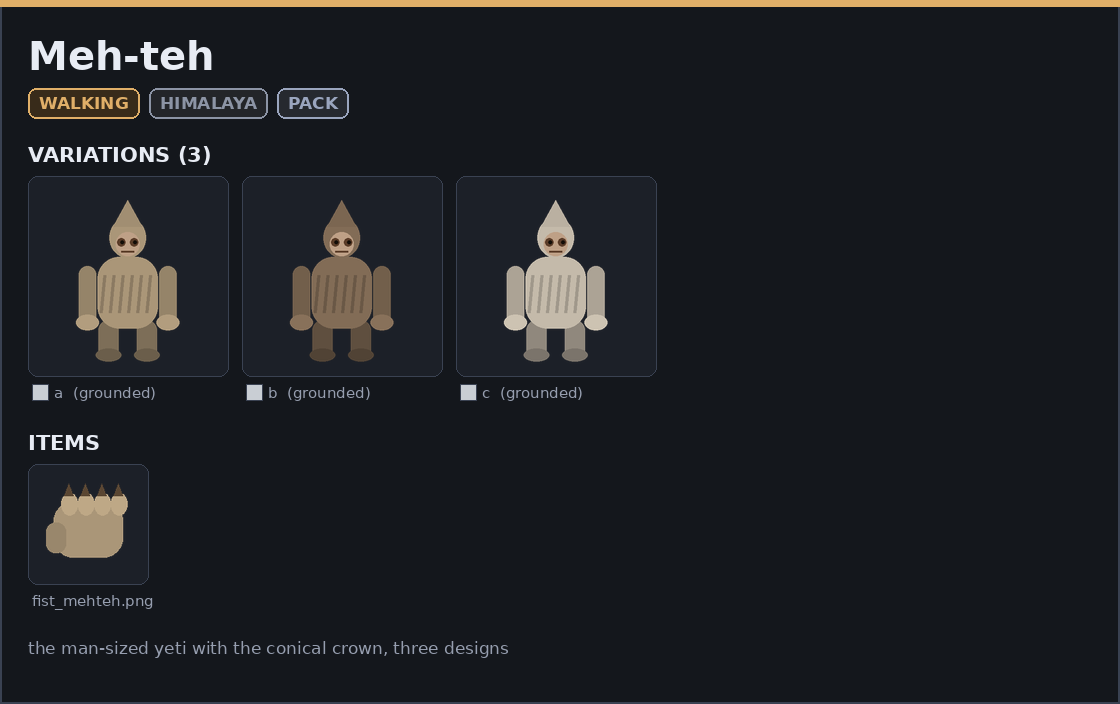 Meh-teh
WALKING HIMALAYA PACK
VARIATIONS (3)
a (grounded) b (grounded) c (grounded)
ITEMS
fist_mehteh.png
the man-sized yeti with the conical crown, three designs